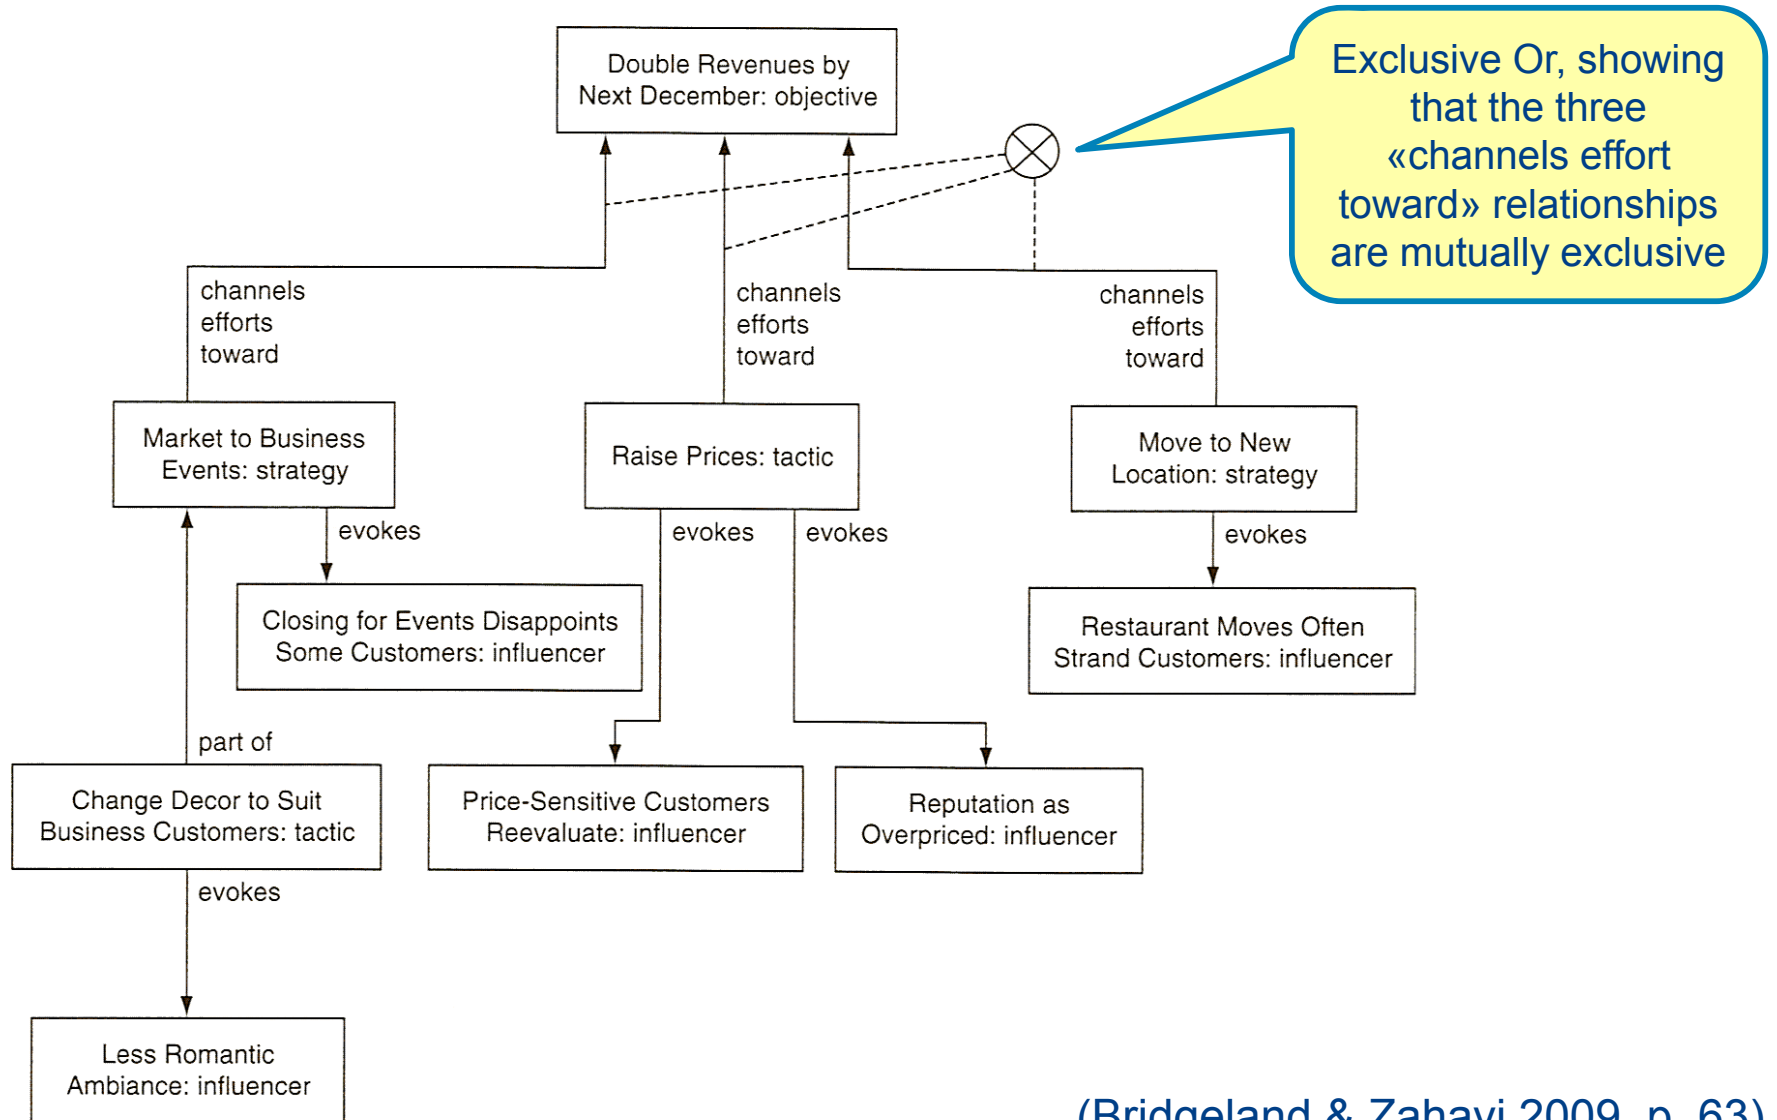 Double Revenues by
Next December: objective
Exclusive Or, showing
that the three
«channels effort
toward» relationships
are mutually exclusive
channels
efforts
toward
channels
efforts
toward
channels
efforts
toward
Market to Business
Events: strategy
Raise Prices: tactic
Move to New
Location: strategy
evokes
evokes
evokes
evokes
Closing for Events Disappoints
Some Customers: influencer
Restaurant Moves Often
Strand Customers: influencer
part of
Change Decor to Suit
Business Customers: tactic
Price-Sensitive Customers
Reevaluate: influencer
Reputation as
Overpriced: influencer
evokes
Less Romantic
Ambiance: influencer
(Bridgeland & Zahavi 2009, p. 63)